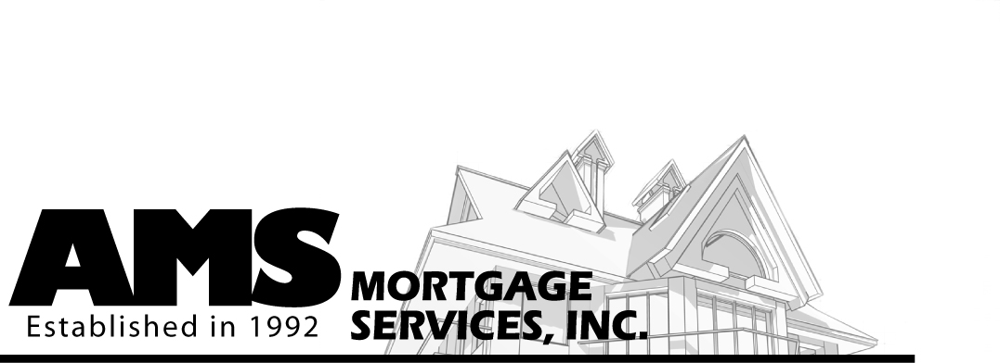 AMS
Established in 1992
MORTGAGE
SERVICES, INC.